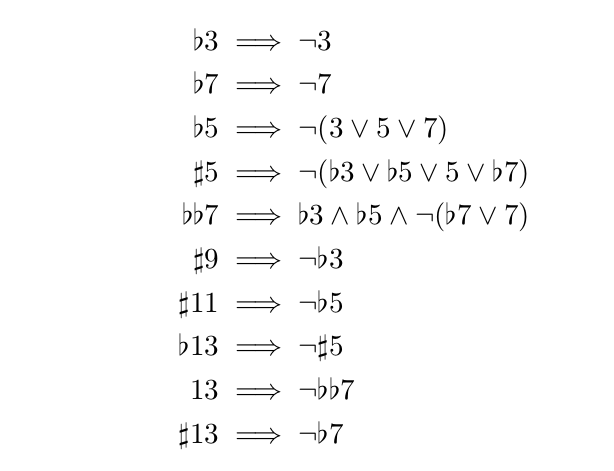 ♭3 ⟹ ¬3
♭7 ⟹ ¬7
♭5 ⟹ ¬(3 ∨ 5 ∨ 7)
♯5 ⟹ ¬(♭3 ∨ ♭5 ∨ 5 ∨ ♭7)
♭♭7 ⟹ ♭3 ∧ ♭5 ∧ ¬(♭7 ∨ 7)
♯9 ⟹ ¬♭3
♯11 ⟹ ¬♭5
♭13 ⟹ ¬♯5
13 ⟹ ¬♭♭7
♯13 ⟹ ¬♭7